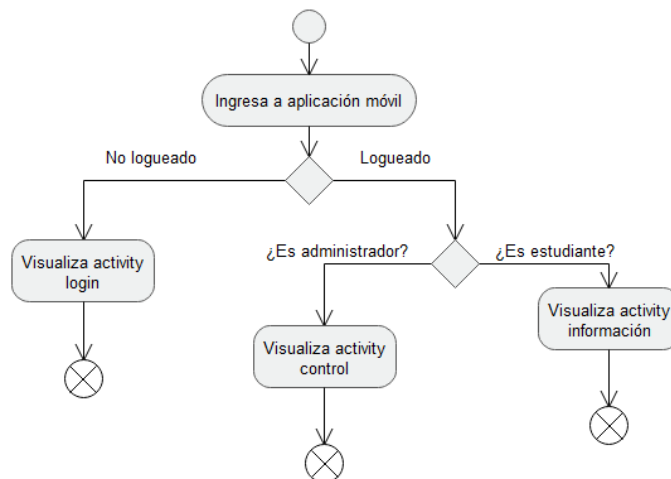 Ingresa a aplicación móvil
No logueado
Logueado
Visualiza activity
login
¿Es administrador?
¿Es estudiante?
Visualiza activity
control
Visualiza activity
información